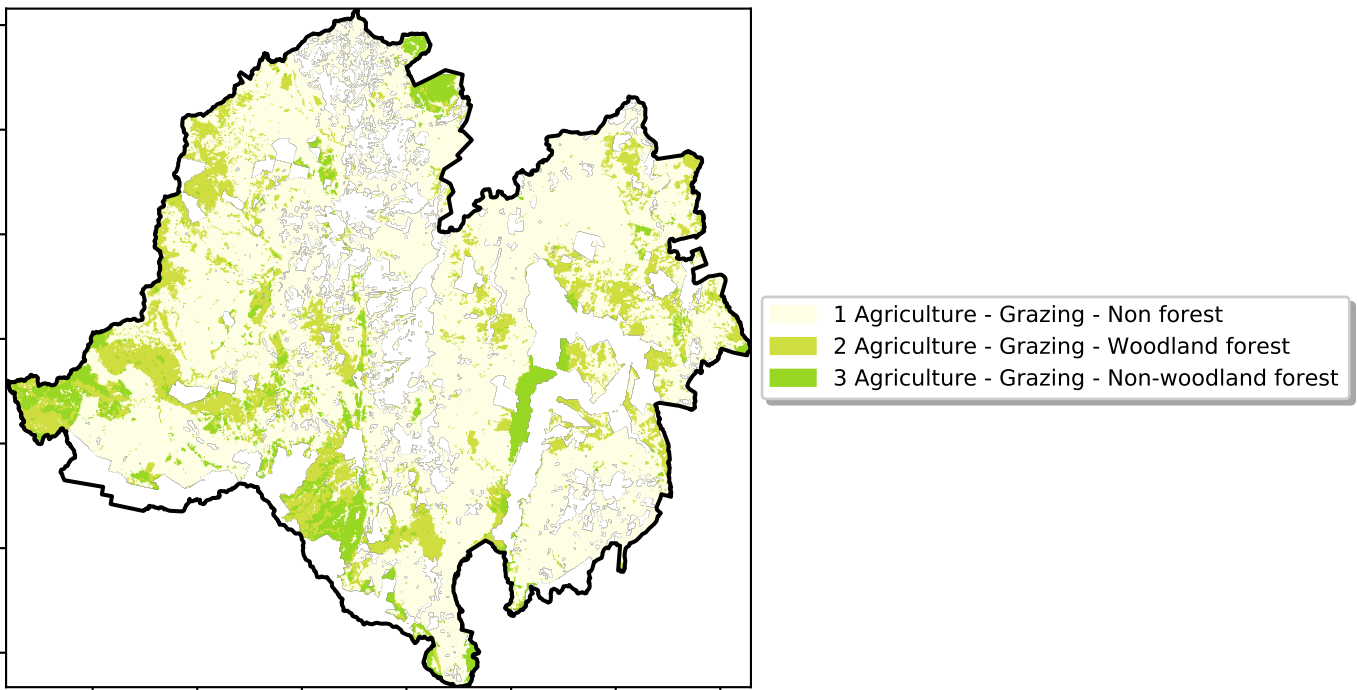 1 Agriculture - Grazing - Non forest
2 Agriculture - Grazing - Woodland forest
3 Agriculture - Grazing - Non-woodland forest